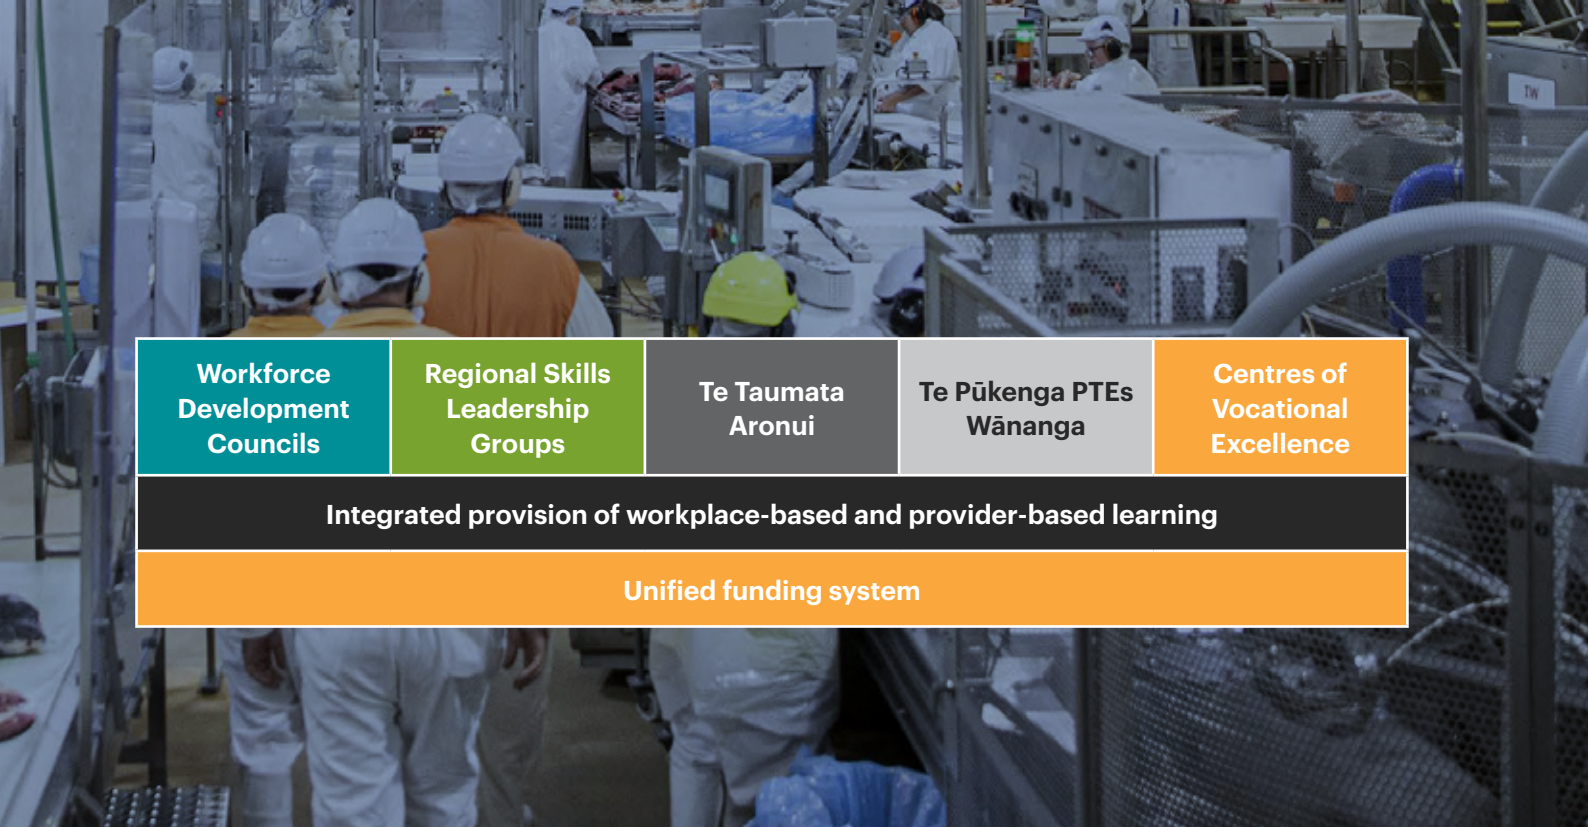 TW
Workforce
Development
Councils
Regional Skills
Leadership
Groups
Te Taumata
Aronui
Te Pūkenga PTEs
Wānanga
Centres of
Vocational
Excellence
Integrated provision of workplace-based and provider-based learning
Unified funding system